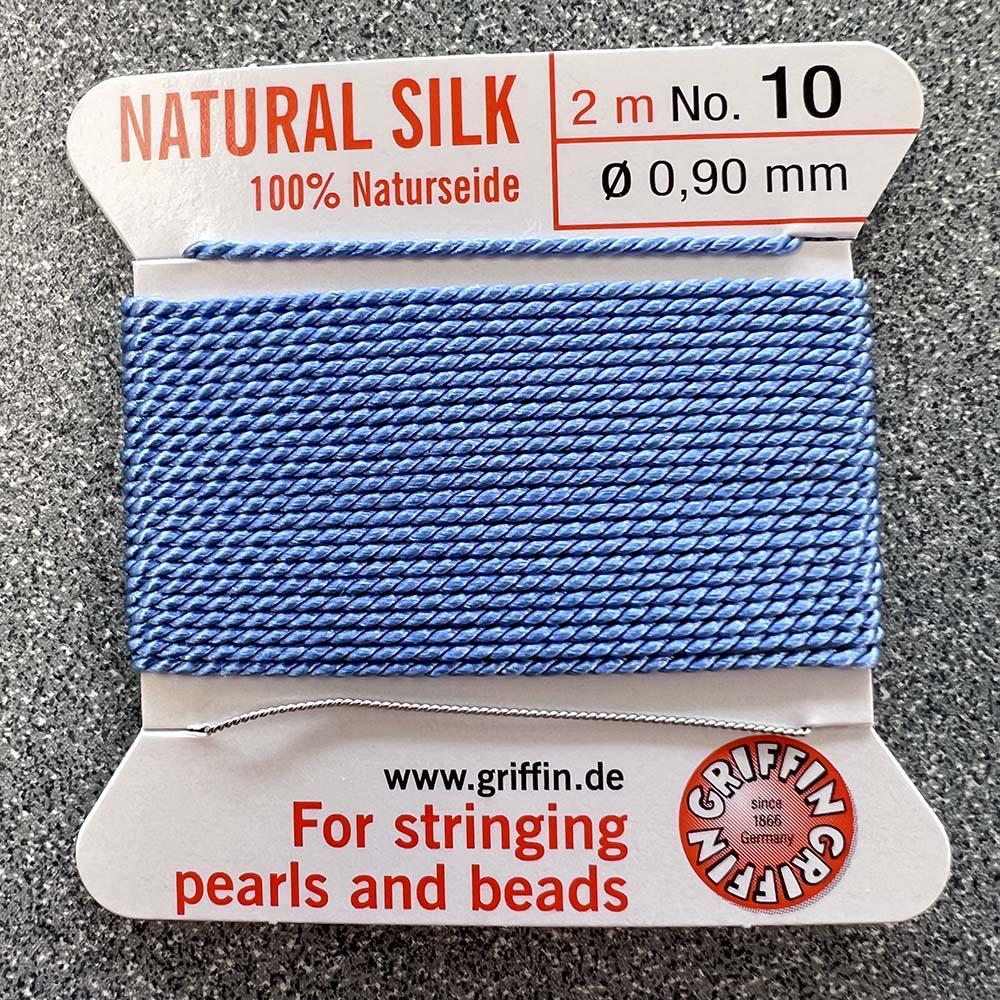 NATURAL SILK
100% Naturseide
2 m No. 10
Ø 0,90 mm
www.griffin.de
For stringing
pearls and beads
GRIFFIN GRIFFIN
since
1866
Germany